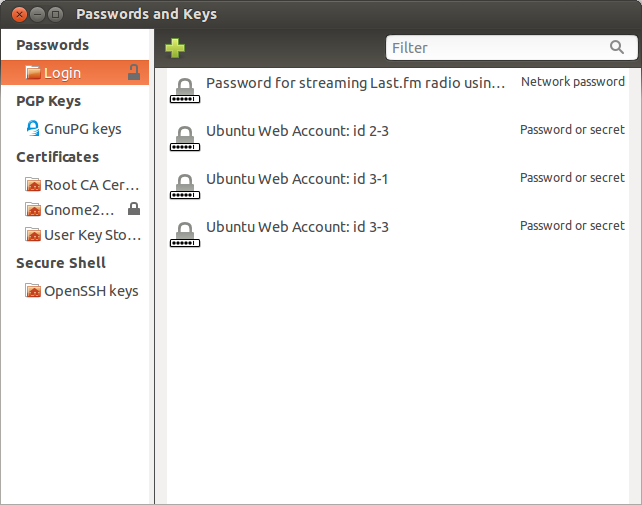 Passwords and Keys
Passwords
Login
PGP Keys
GnuPG keys
Certificates
Root CA Cer...
Gnome2...
User Key Sto...
Secure Shell
OpenSSH keys
Filter
Password for streaming Last.fm radio usin... Network password
Ubuntu Web Account: id 2-3 Password or secret
Ubuntu Web Account: id 3-1 Password or secret
Ubuntu Web Account: id 3-3 Password or secret